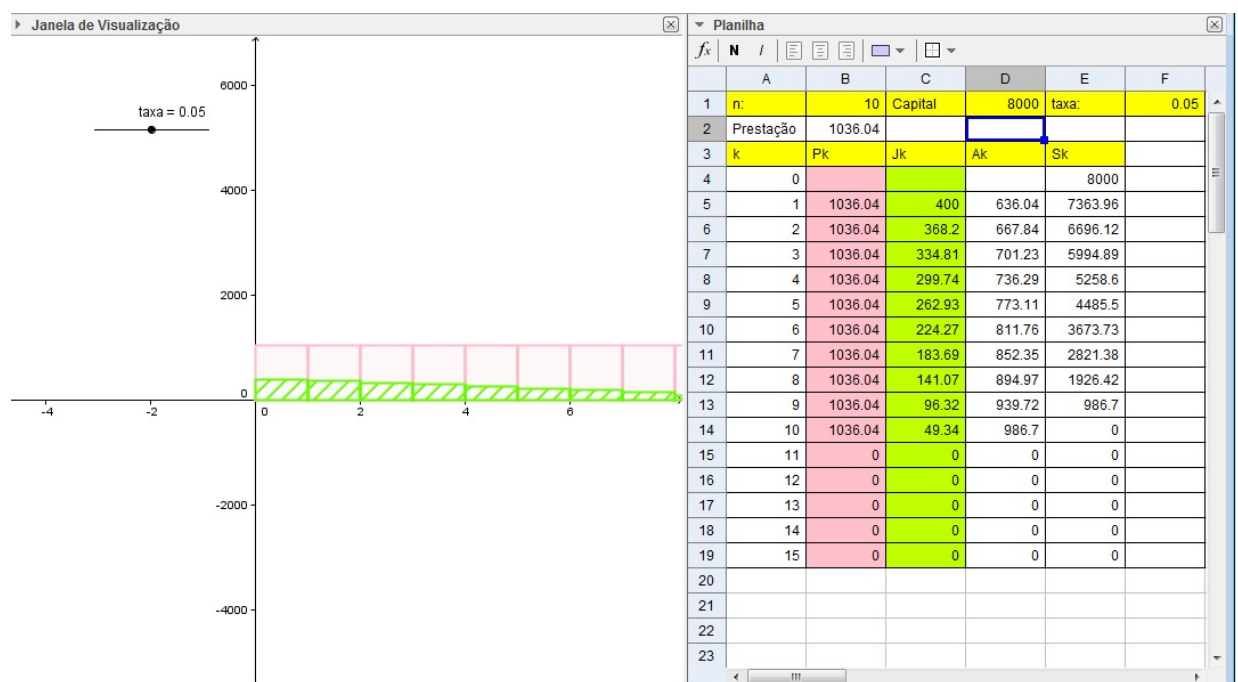 Janela de Visualização
taxa = 0.05
6000
4000
2000
0
-4 -2 0 2 4 6
-2000
-4000
Planilha
fx N I
A B C D E F
1 n: 10 Capital 8000 taxa: 0.05
2 Prestação 1036.04
3 k Pk Jk Ak Sk
4 0 8000
5 1 1036.04 400 636.04 7363.96
6 2 1036.04 368.2 667.84 6696.12
7 3 1036.04 334.81 701.23 5994.89
8 4 1036.04 299.74 736.29 5258.6
9 5 1036.04 262.93 773.11 4485.5
10 6 1036.04 224.27 811.76 3673.73
11 7 1036.04 183.69 852.35 2821.38
12 8 1036.04 141.07 894.97 1926.42
13 9 1036.04 96.32 939.72 986.7
14 10 1036.04 49.34 986.7 0
15 11 0 0 0 0
16 12 0 0 0 0
17 13 0 0 0 0
18 14 0 0 0 0
19 15 0 0 0 0
20
21
22
23